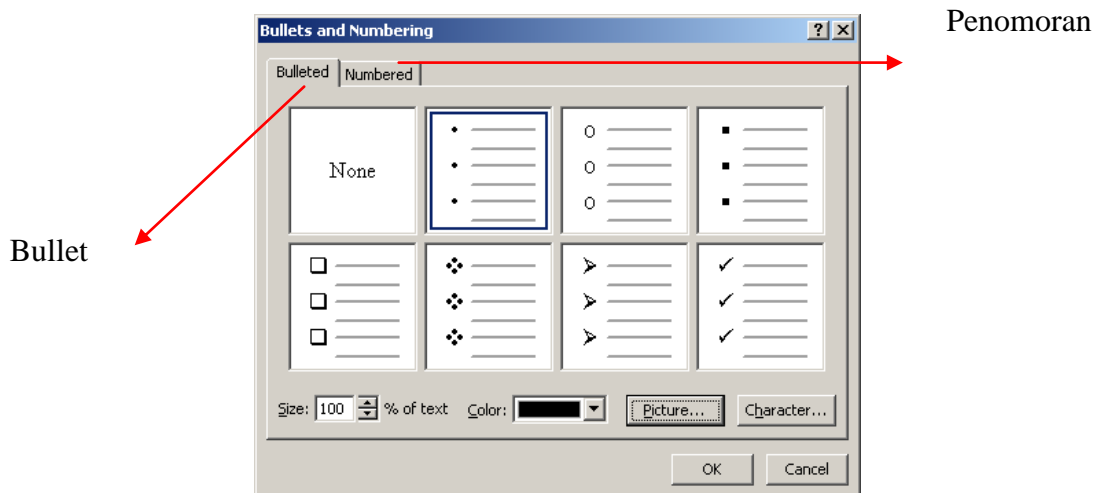 Penomoran
Bullets and Numbering
Bulleted Numbered
None
Bullet
Size: 100 % of text Color: Picture... Character...
OK Cancel